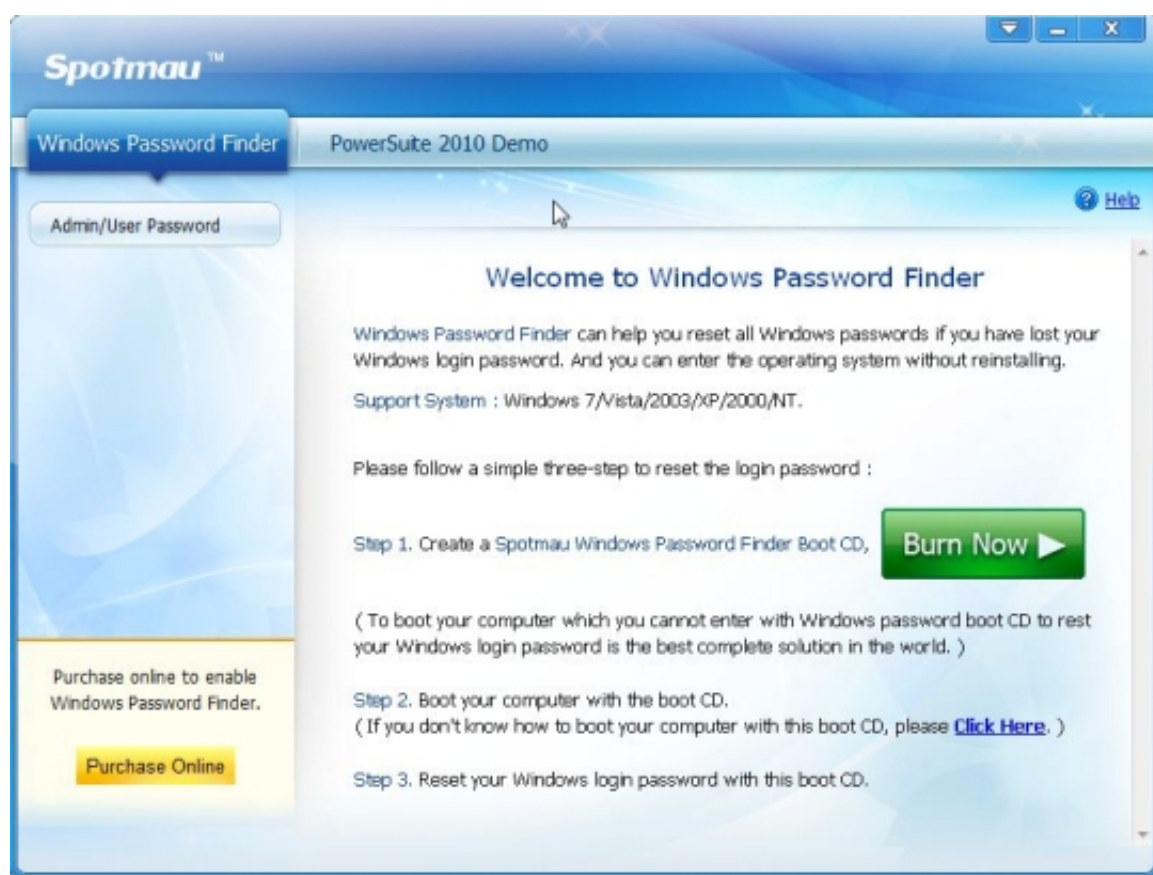 Spotmau™
Windows Password Finder
PowerSuite 2010 Demo
Help
Admin/User Password
Welcome to Windows Password Finder
Windows Password Finder can help you reset all Windows passwords if you have lost your
Windows login password. And you can enter the operating system without reinstalling.
Support System : Windows 7/Vista/2003/XP/2000/NT.
Please follow a simple three-step to reset the login password :
Step 1. Create a Spotmau Windows Password Finder Boot CD,
Burn Now
( To boot your computer which you cannot enter with Windows password boot CD to rest
your Windows login password is the best complete solution in the world. )
Step 2. Boot your computer with the boot CD.
( If you don't know how to boot your computer with this boot CD, please Click Here. )
Step 3. Reset your Windows login password with this boot CD.
Purchase online to enable
Windows Password Finder.
Purchase Online